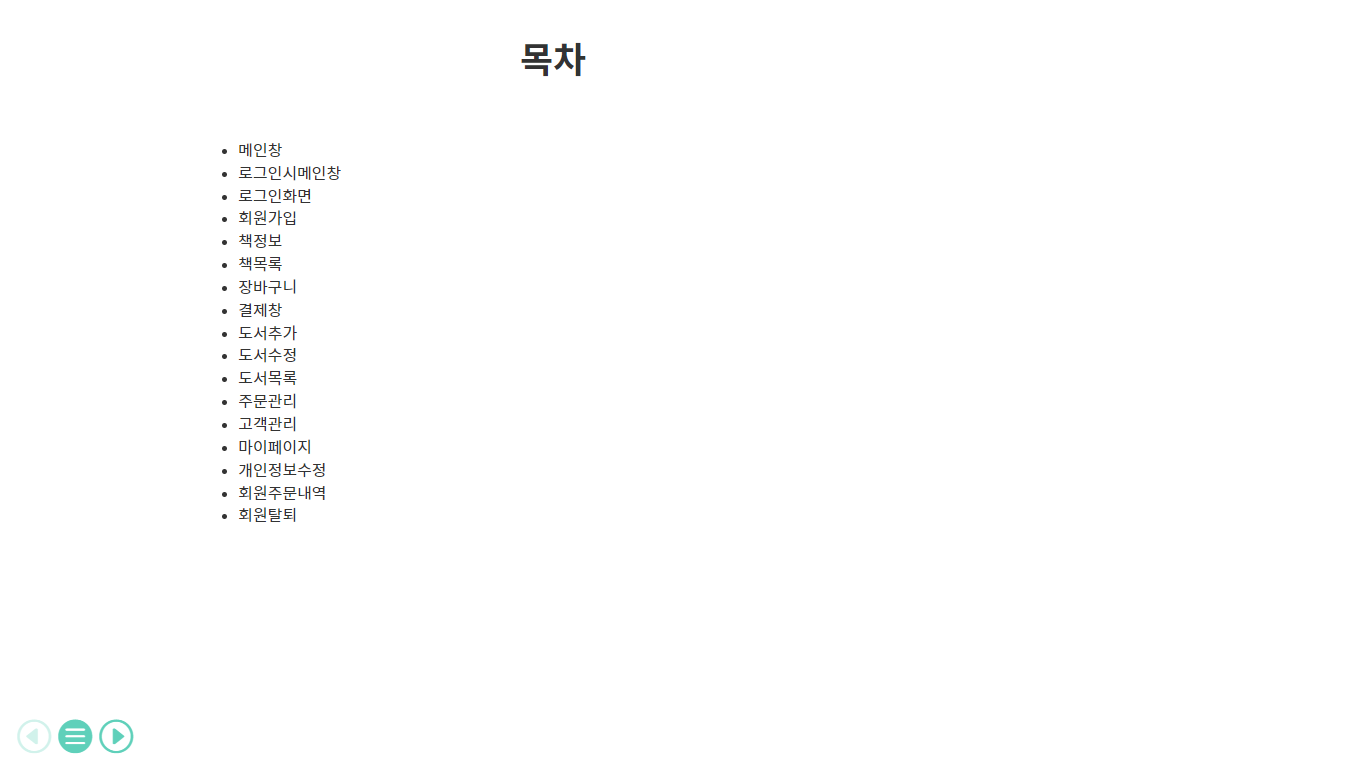 목차
메인창
로그인시메인창
로그인화면
회원가입
책정보
책목록
장바구니
결제창
도서추가
도서수정
도서목록
주문관리
고객관리
마이페이지
개인정보수정
회원주문내역
회원탈퇴